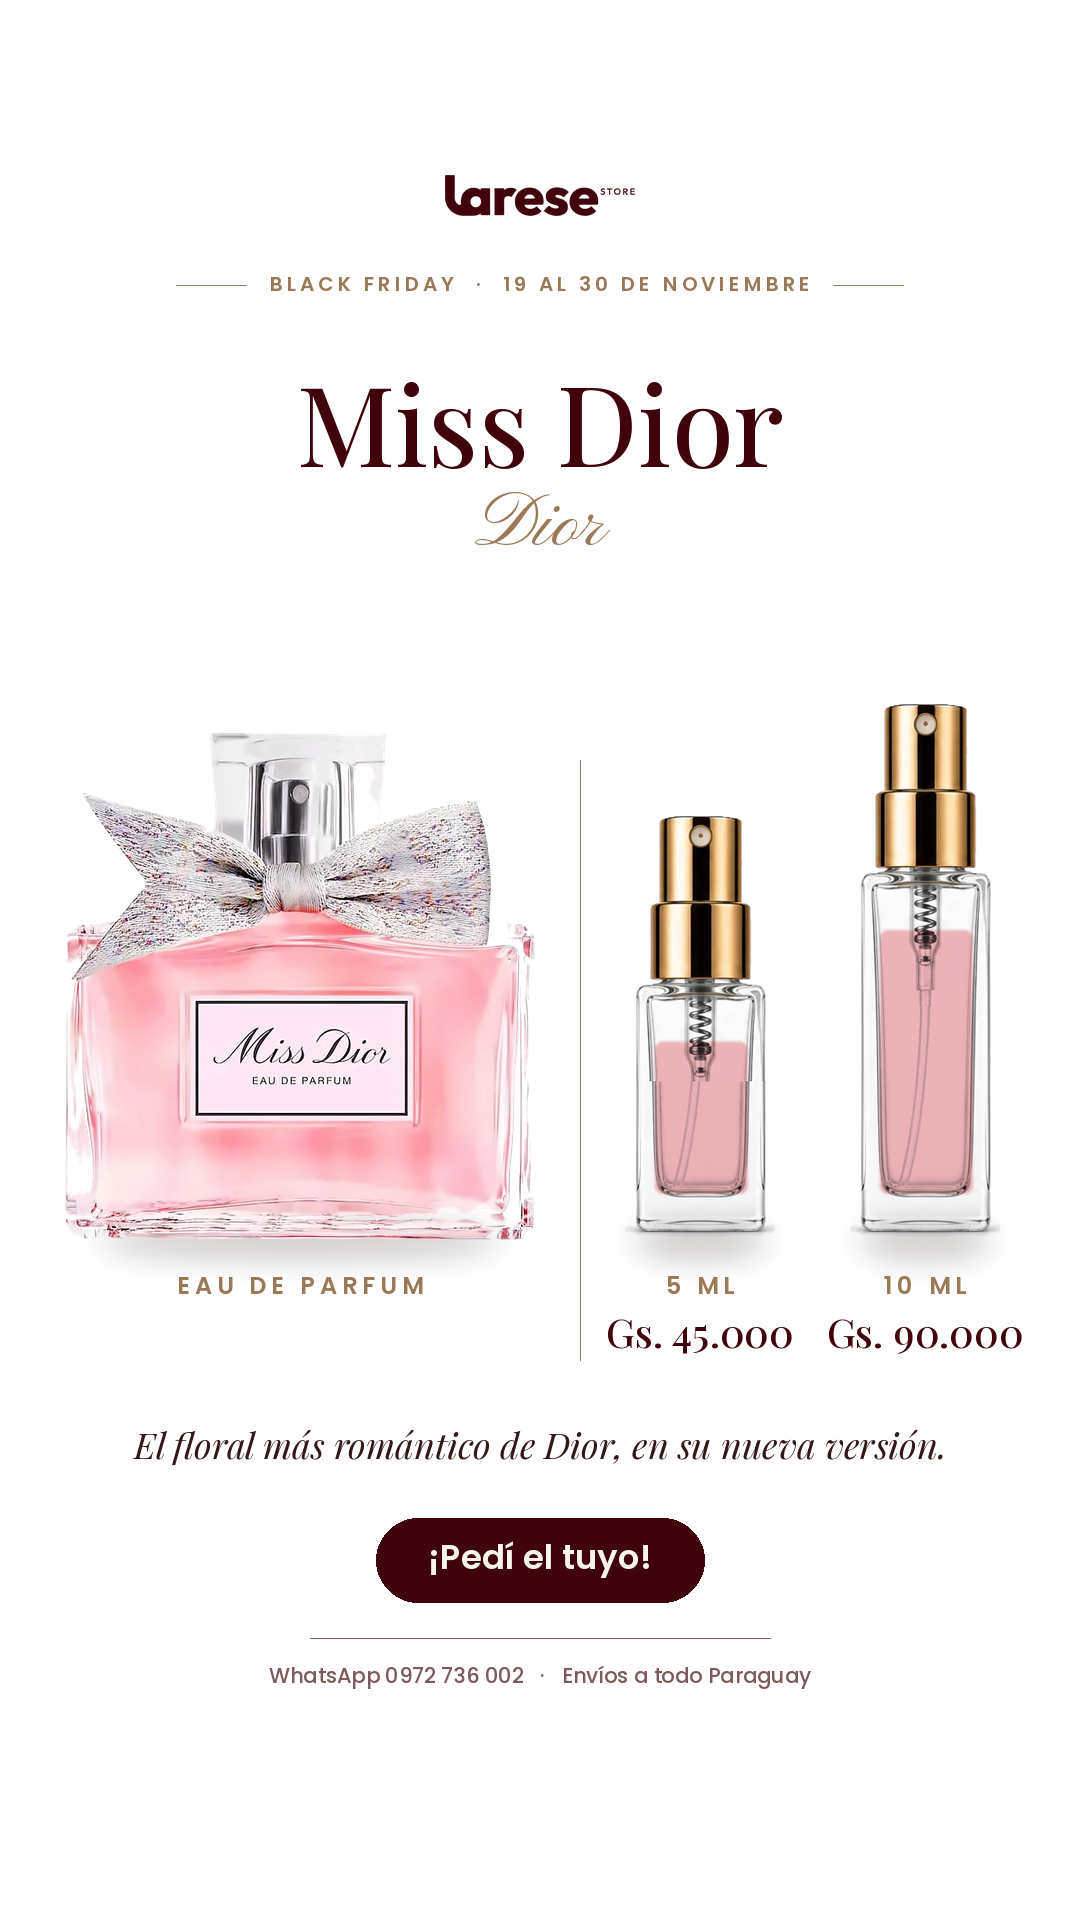 Larese STORE
BLACK FRIDAY · 19 AL 30 DE NOVIEMBRE
Miss Dior
Dior
Miss Dior
EAU DE PARFUM
EAU DE PARFUM
5 ML
Gs. 45.000
10 ML
Gs. 90.000
El floral más romántico de Dior, en su nueva versión.
¡Pedí el tuyo!
WhatsApp 0972 736 002 · Envíos a todo Paraguay